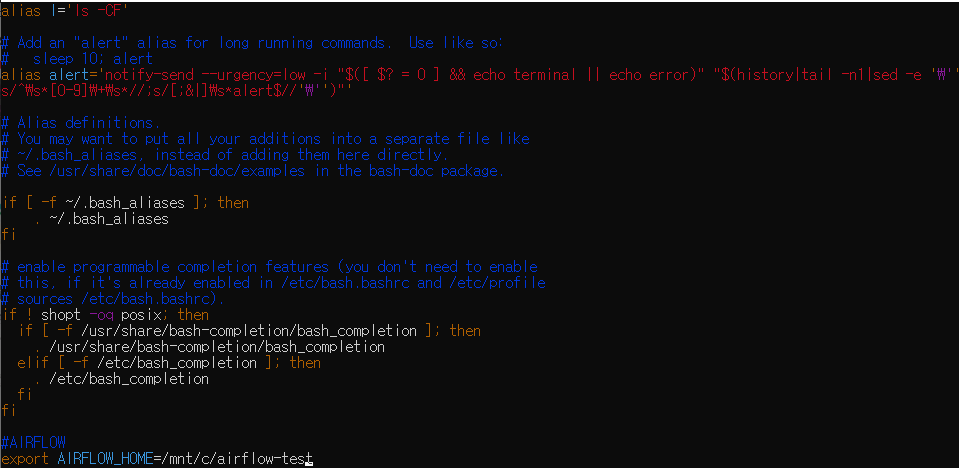 alias l='ls -CF'
# Add an "alert" alias for long running commands.  Use like so:
#   sleep 10; alert
alias alert='notify-send --urgency=low -i "$([ $? = 0 ] && echo terminal || echo error)" "$(history|tail -n1|sed -e '₩''
s/^₩s*[0-9]₩+₩s*//;s/[;&|]₩s*alert$//'₩'')"'
# Alias definitions.
# You may want to put all your additions into a separate file like
# ~/.bash_aliases, instead of adding them here directly.
# See /usr/share/doc/bash-doc/examples in the bash-doc package.
if [ -f ~/.bash_aliases ]; then
    . ~/.bash_aliases
fi
# enable programmable completion features (you don't need to enable
# this, if it's already enabled in /etc/bash.bashrc and /etc/profile
# sources /etc/bash.bashrc).
if ! shopt -oq posix; then
  if [ -f /usr/share/bash-completion/bash_completion ]; then
    . /usr/share/bash-completion/bash_completion
  elif [ -f /etc/bash_completion ]; then
    . /etc/bash_completion
  fi
fi
#AIRFLOW
export AIRFLOW_HOME=/mnt/c/airflow-test